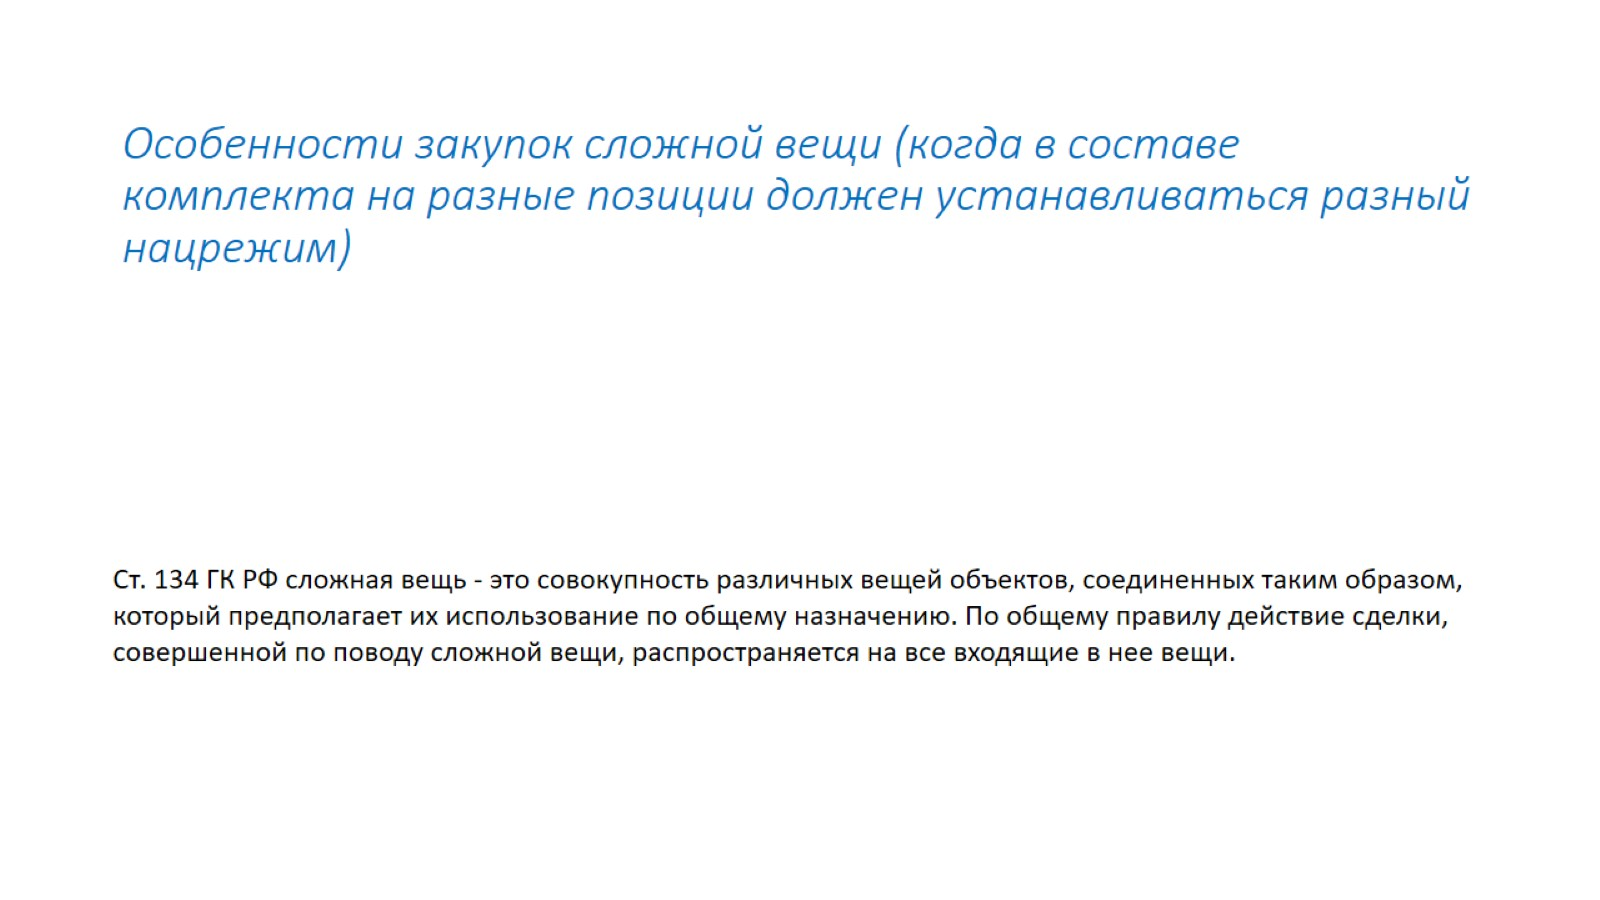 Особенности закупок сложной вещи (когда в составе
комплекта на разные позиции должен устанавливаться разный
нацрежим)
Ст. 134 ГК РФ сложная вещь - это совокупность различных вещей объектов, соединенных таким образом,
который предполагает их использование по общему назначению. По общему правилу действие сделки,
совершенной по поводу сложной вещи, распространяется на все входящие в нее вещи.